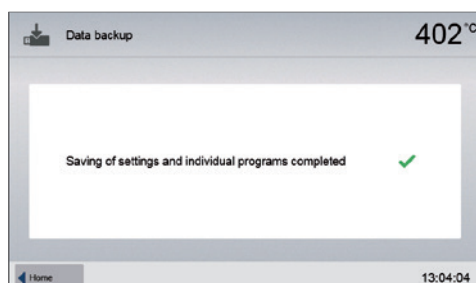 Data backup
402°C
Saving of settings and individual programs completed
Home
13:04:04